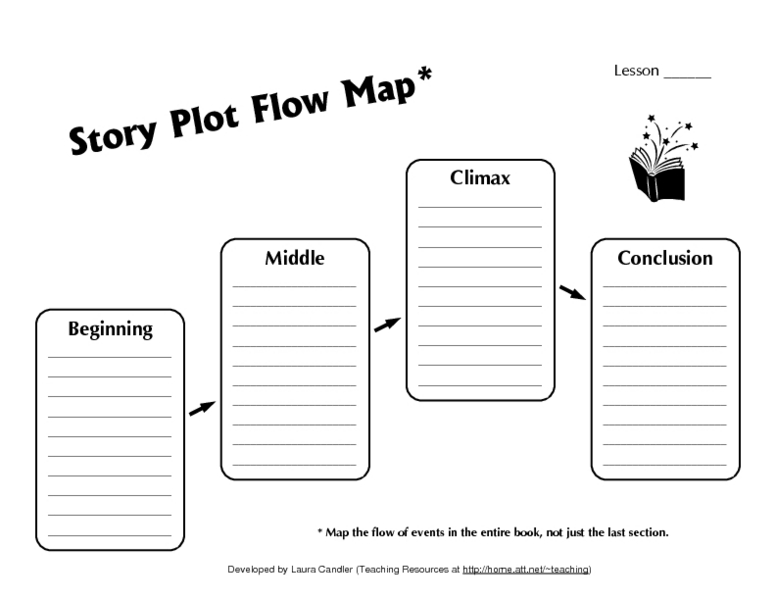 Story Plot Flow Map*
Lesson ______
Climax
Middle
Conclusion
Beginning
* Map the flow of events in the entire book, not just the last section.
Developed by Laura Candler (Teaching Resources at http://home.att.net/~teaching)